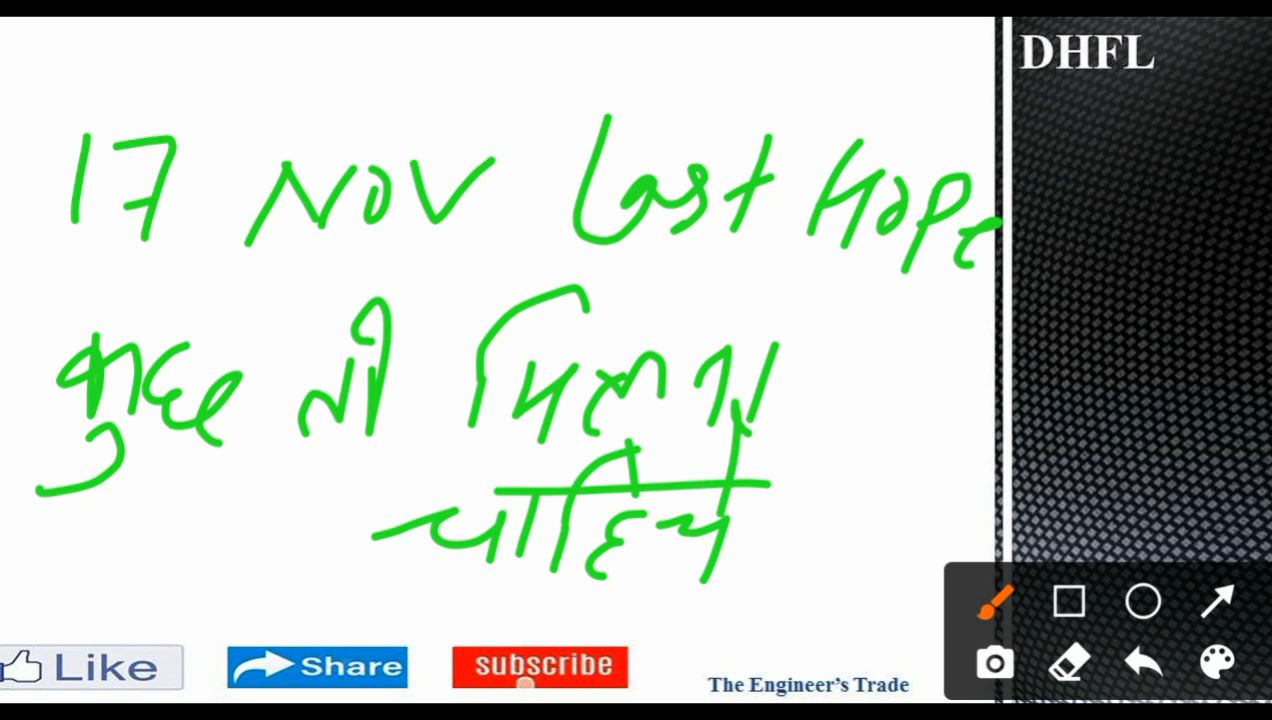 DHFL
17 NOV Last Hope
कुछ तो मिलना
चाहिये
Like
Share
subscribe
The Engineer's Trade